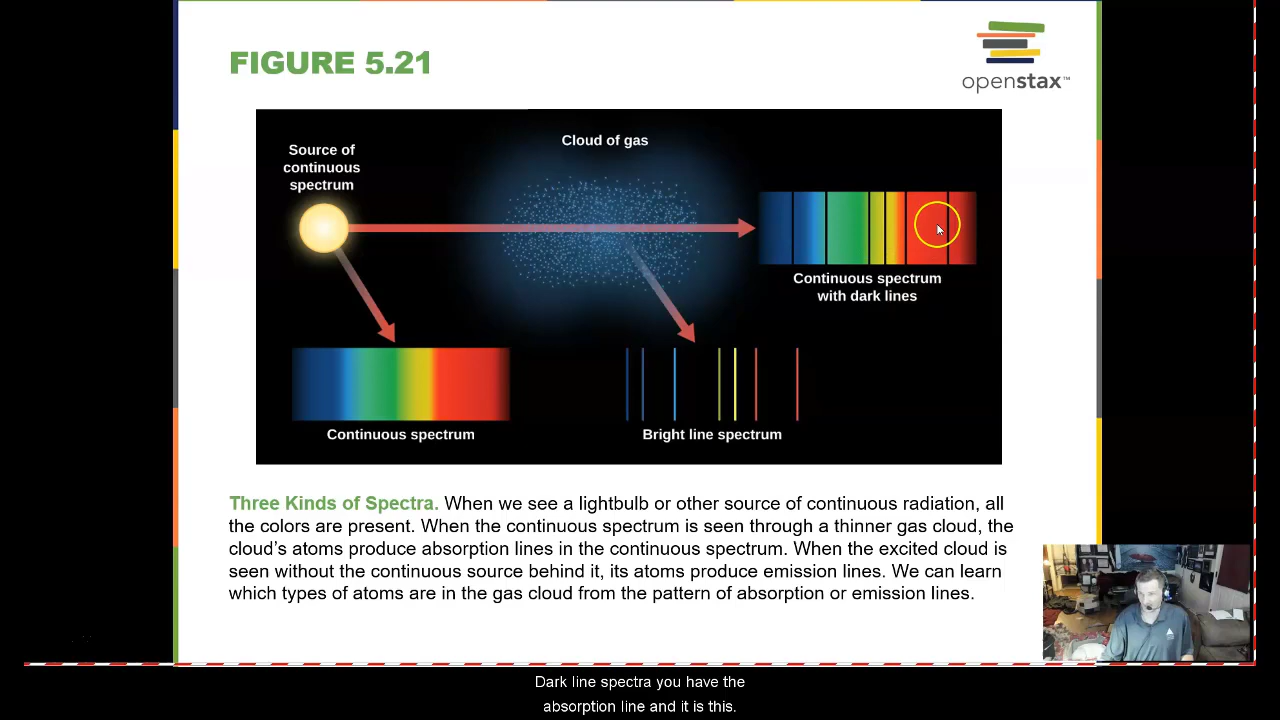 FIGURE 5.21
openstax™
Source of
continuous
spectrum
Cloud of gas
Continuous spectrum
with dark lines
Continuous spectrum
Bright line spectrum
Three Kinds of Spectra. When we see a lightbulb or other source of continuous radiation, all
the colors are present. When the continuous spectrum is seen through a thinner gas cloud, the
cloud's atoms produce absorption lines in the continuous spectrum. When the excited cloud is
seen without the continuous source behind it, its atoms produce emission lines. We can learn
which types of atoms are in the gas cloud from the pattern of absorption or emission lines.
Dark line spectra you have the
absorption line and it is this.